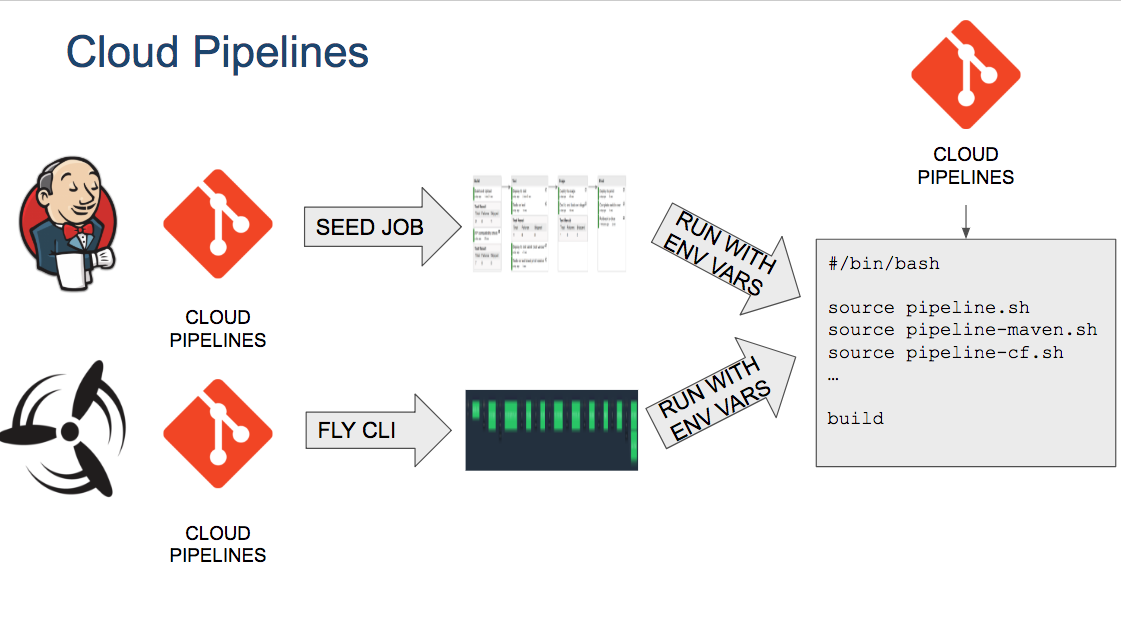 Cloud Pipelines
CLOUD
PIPELINES
SEED JOB
RUN WITH
ENV VARS
CLOUD
PIPELINES
FLY CLI
RUN WITH
ENV VARS
CLOUD
PIPELINES
#/bin/bash
source pipeline.sh
source pipeline-maven.sh
source pipeline-cf.sh
…
build